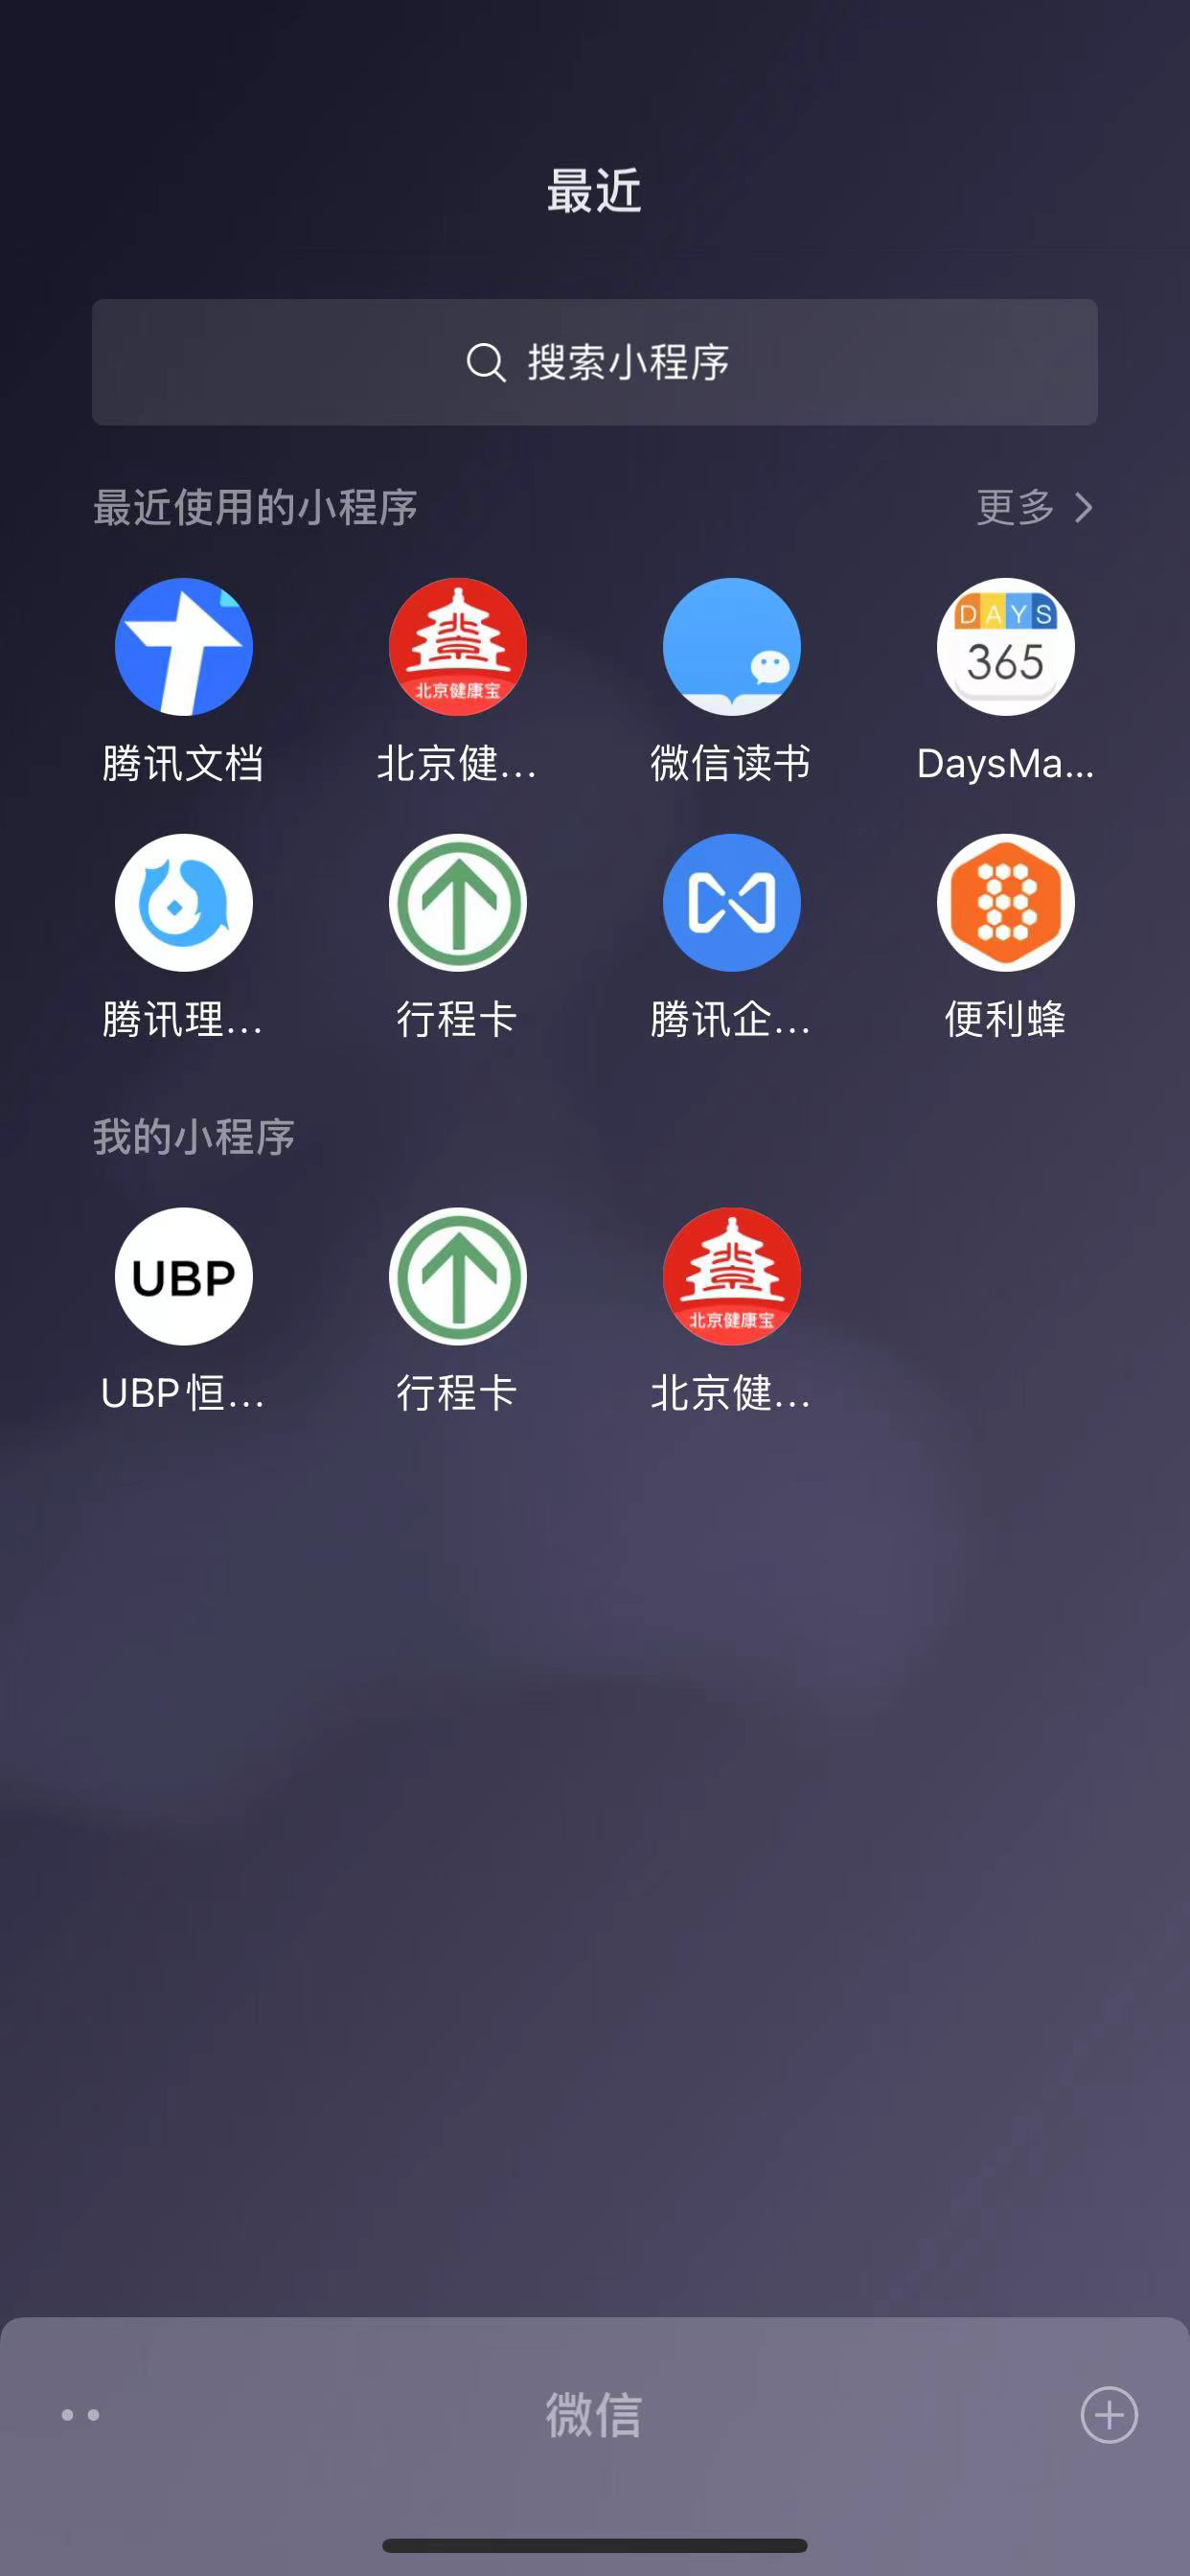 最近
搜索小程序
最近使用的小程序 更多
北京健康宝
DAYS
365
腾讯文档 北京健... 微信读书 DaysMa...
腾讯理... 行程卡 腾讯企... 便利蜂
我的小程序
UBP
北京健康宝
UBP恒... 行程卡 北京健...
微信